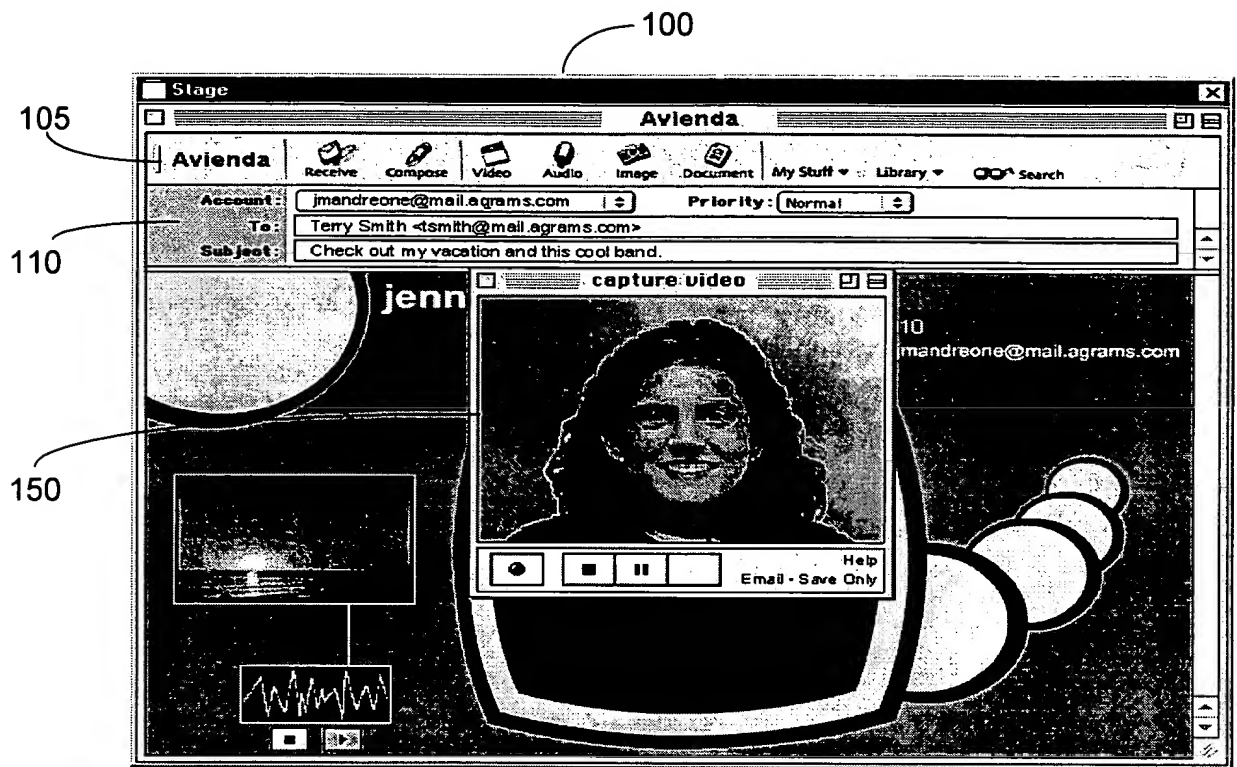 100
Stage
105
Avienda
Avienda Receive Compose Video Audio Image Document My Stuff Library Search
Account: jmandreone@mail.agrams.com Priority: Normal
110
To: Terry Smith <tsmith@mail.agrams.com>
Subject: Check out my vacation and this cool band.
capture video
jenn
10
jmandreone@mail.agrams.com
150
Help
Email - Save Only